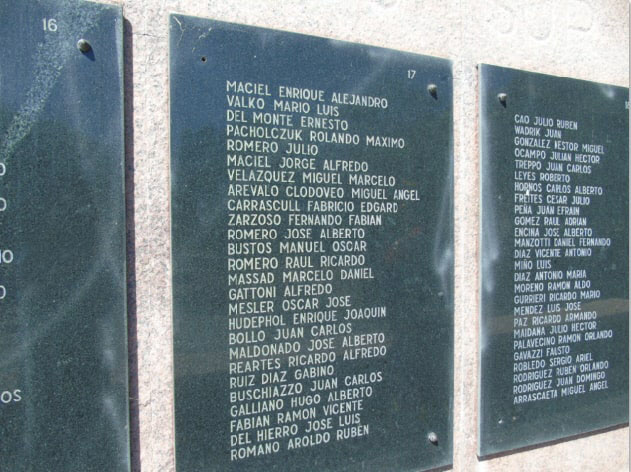 16
OS
17
MACIEL ENRIQUE ALEJANDRO
VALKO MARIO LUIS
DEL MONTE ERNESTO
PACHOLCZUK ROLANDO MAXIMO
ROMERO JULIO
MACIEL JORGE ALFREDO
VELAZQUEZ MIGUEL MARCELO
AREVALO CLODOVEO MIGUEL ANGEL
CARRASCULL FABRICIO EDGARD
ZARZOSO FERNANDO FABIAN
ROMERO JOSE ALBERTO
BUSTOS MANUEL OSCAR
ROMERO RAUL RICARDO
MASSAD MARCELO DANIEL
GATTONI ALFREDO
MESLER OSCAR JOSE
HUDEPHOL ENRIQUE JOAQUIN
BOLLO JUAN CARLOS
MALDONADO JOSE ALBERTO
REARTES RICARDO ALFREDO
RUIZ DIAZ GABINO
BUSCHIAZZO JUAN CARLOS
GALLIANO HUGO ALBERTO
FABIAN RAMON VICENTE
DEL HIERRO JOSE LUIS
ROMANO AROLDO RUBEN
CAO JULIO RUBEN
WADRIK JUAN
GONZALEZ NESTOR MIGUEL
OCAMPO JULIAN HECTOR
TREPPO JUAN CARLOS
LEYES ROBERTO
HORNOS CARLOS ALBERTO
FREITES CESAR JULIO
PEÑA JUAN EFRAIN
GOMEZ RAUL ADRIAN
ENCINA JOSE ALBERTO
MANZOTTI DANIEL FERNANDO
DIAZ VICENTE ANTONIO
MIÑO LUIS
DIAZ ANTONIO MARIA
MORENO RAMON ALDO
GURRIERI RICARDO MARIO
MENDEZ LUIS JOSE
PAZ RICARDO ARMANDO
MAIDANA JULIO HECTOR
PALAVECINO RAMON ORLANDO
GAVAZZI FAUSTO
ROBLEDO SERGIO ARIEL
RODRIGUEZ RUBEN ORLANDO
RODRIGUEZ JUAN DOMINGO
ARRASCAETA MIGUEL ANGEL